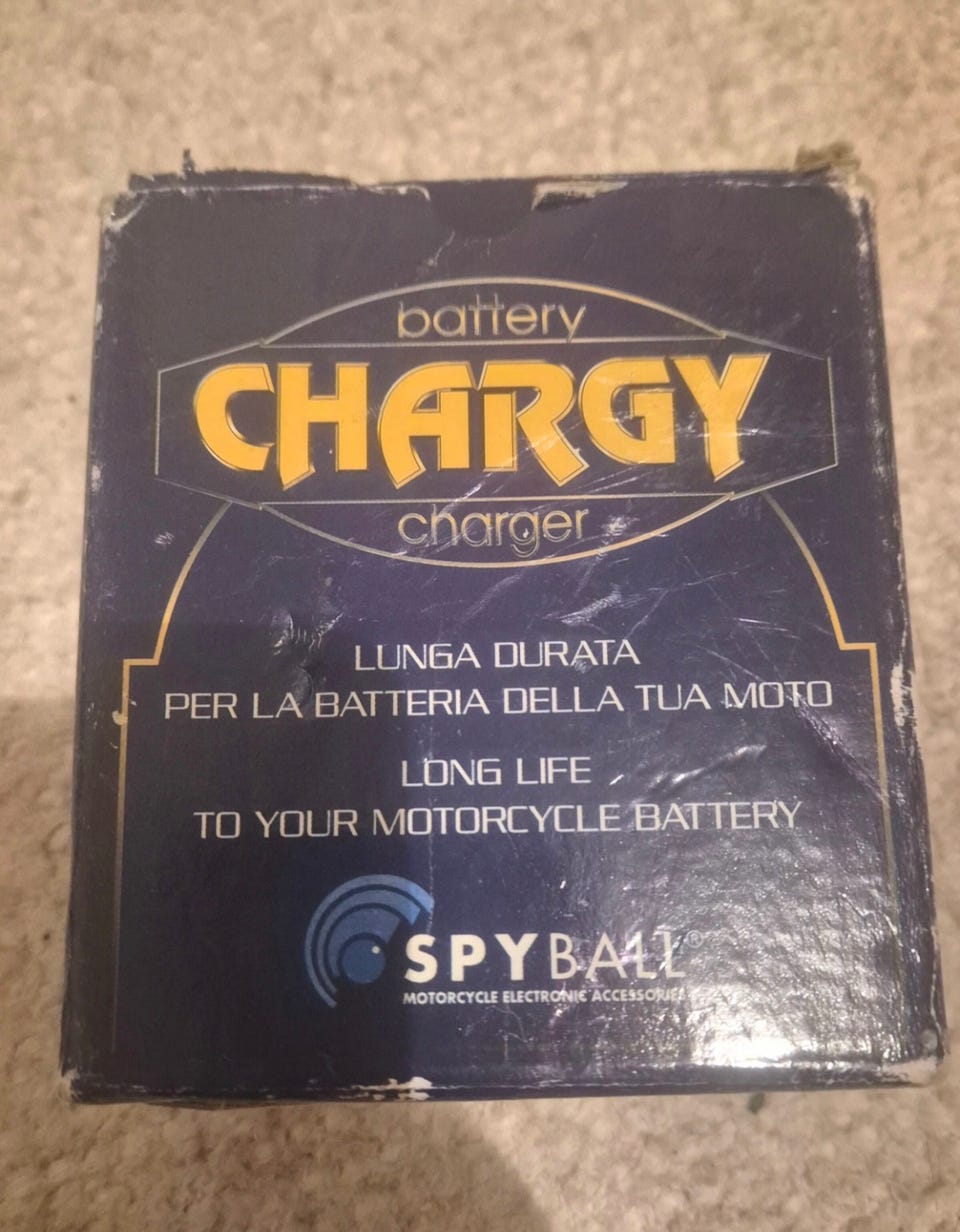 battery
CHARGY
charger
LUNGA DURATA
PER LA BATTERIA DELLA TUA MOTO
LONG LIFE
TO YOUR MOTORCYCLE BATTERY
SPYBALL®
MOTORCYCLE ELECTRONIC ACCESSORIES